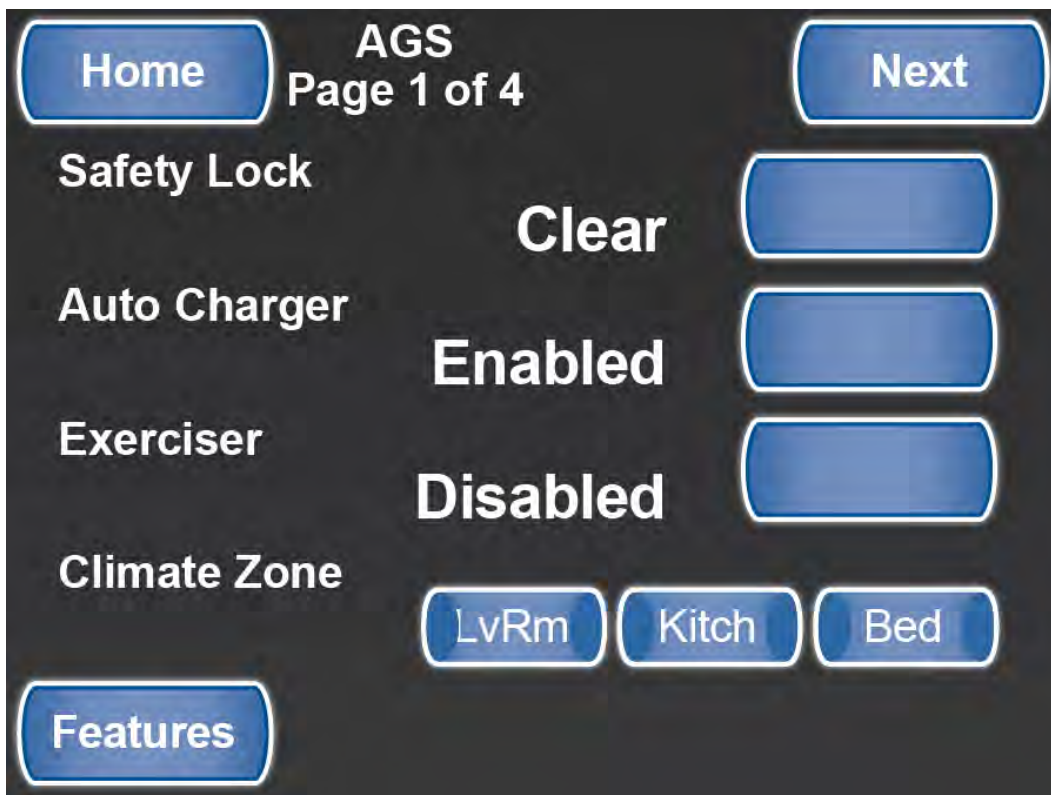 Home
AGS
Page 1 of 4
Next
Safety Lock
Clear
Auto Charger
Enabled
Exerciser
Disabled
Climate Zone
LvRm
Kitch
Bed
Features